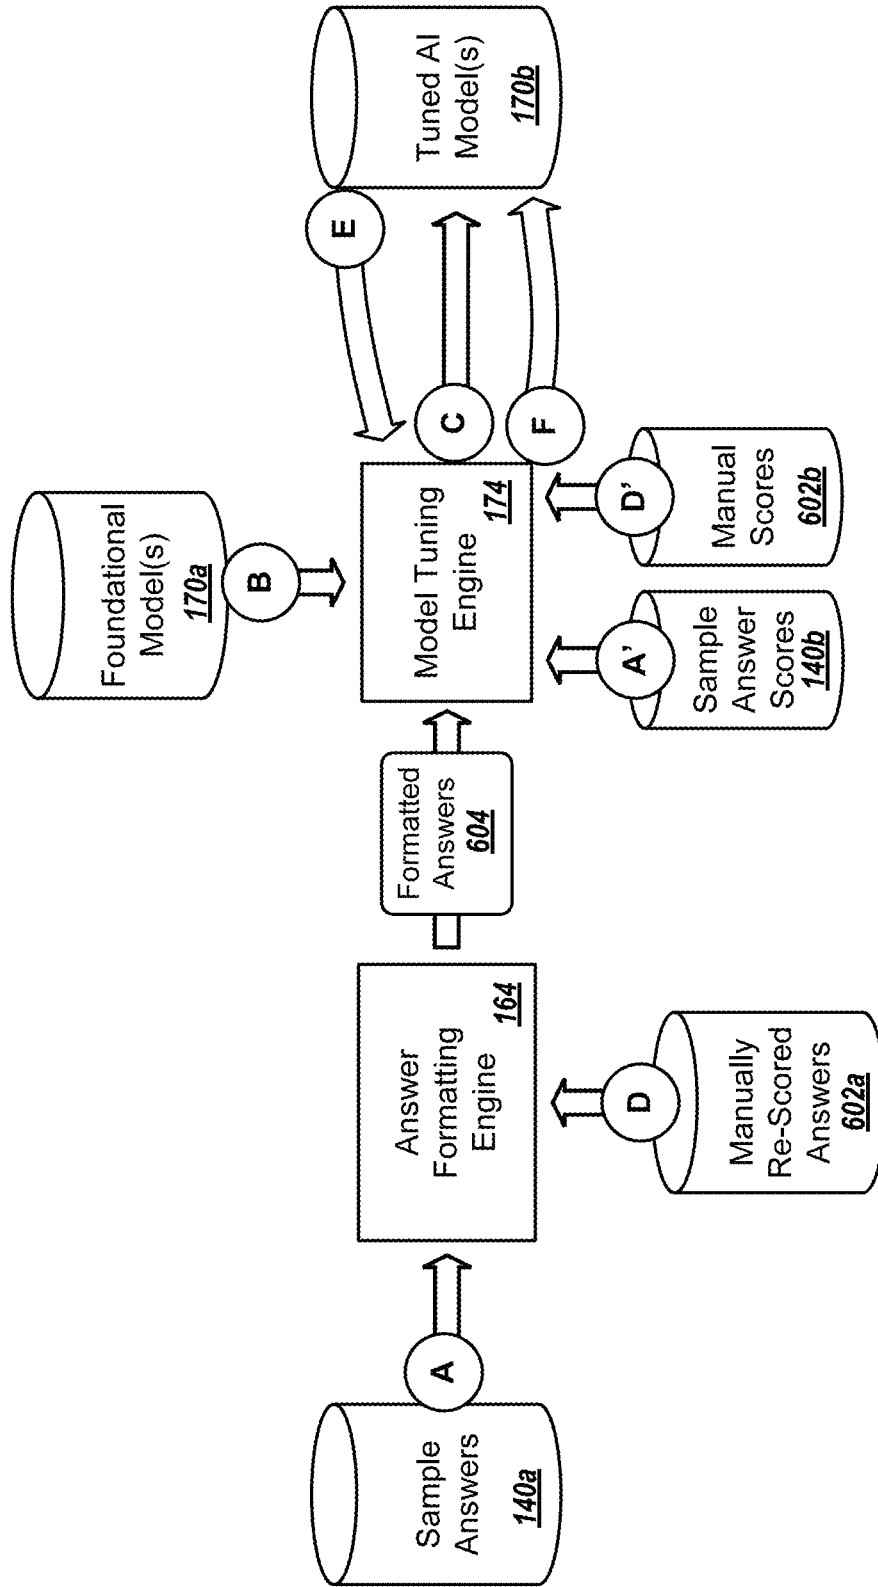 Sample
Answers
140a
A
Answer
Formatting
Engine
164
D
Manually
Re-Scored
Answers
602a
Formatted
Answers
604
Foundational
Model(s)
170a
B
Model Tuning
Engine
174
A'
Sample
Answer
Scores
140b
D'
Manual
Scores
602b
C
E
F
Tuned AI
Model(s)
170b